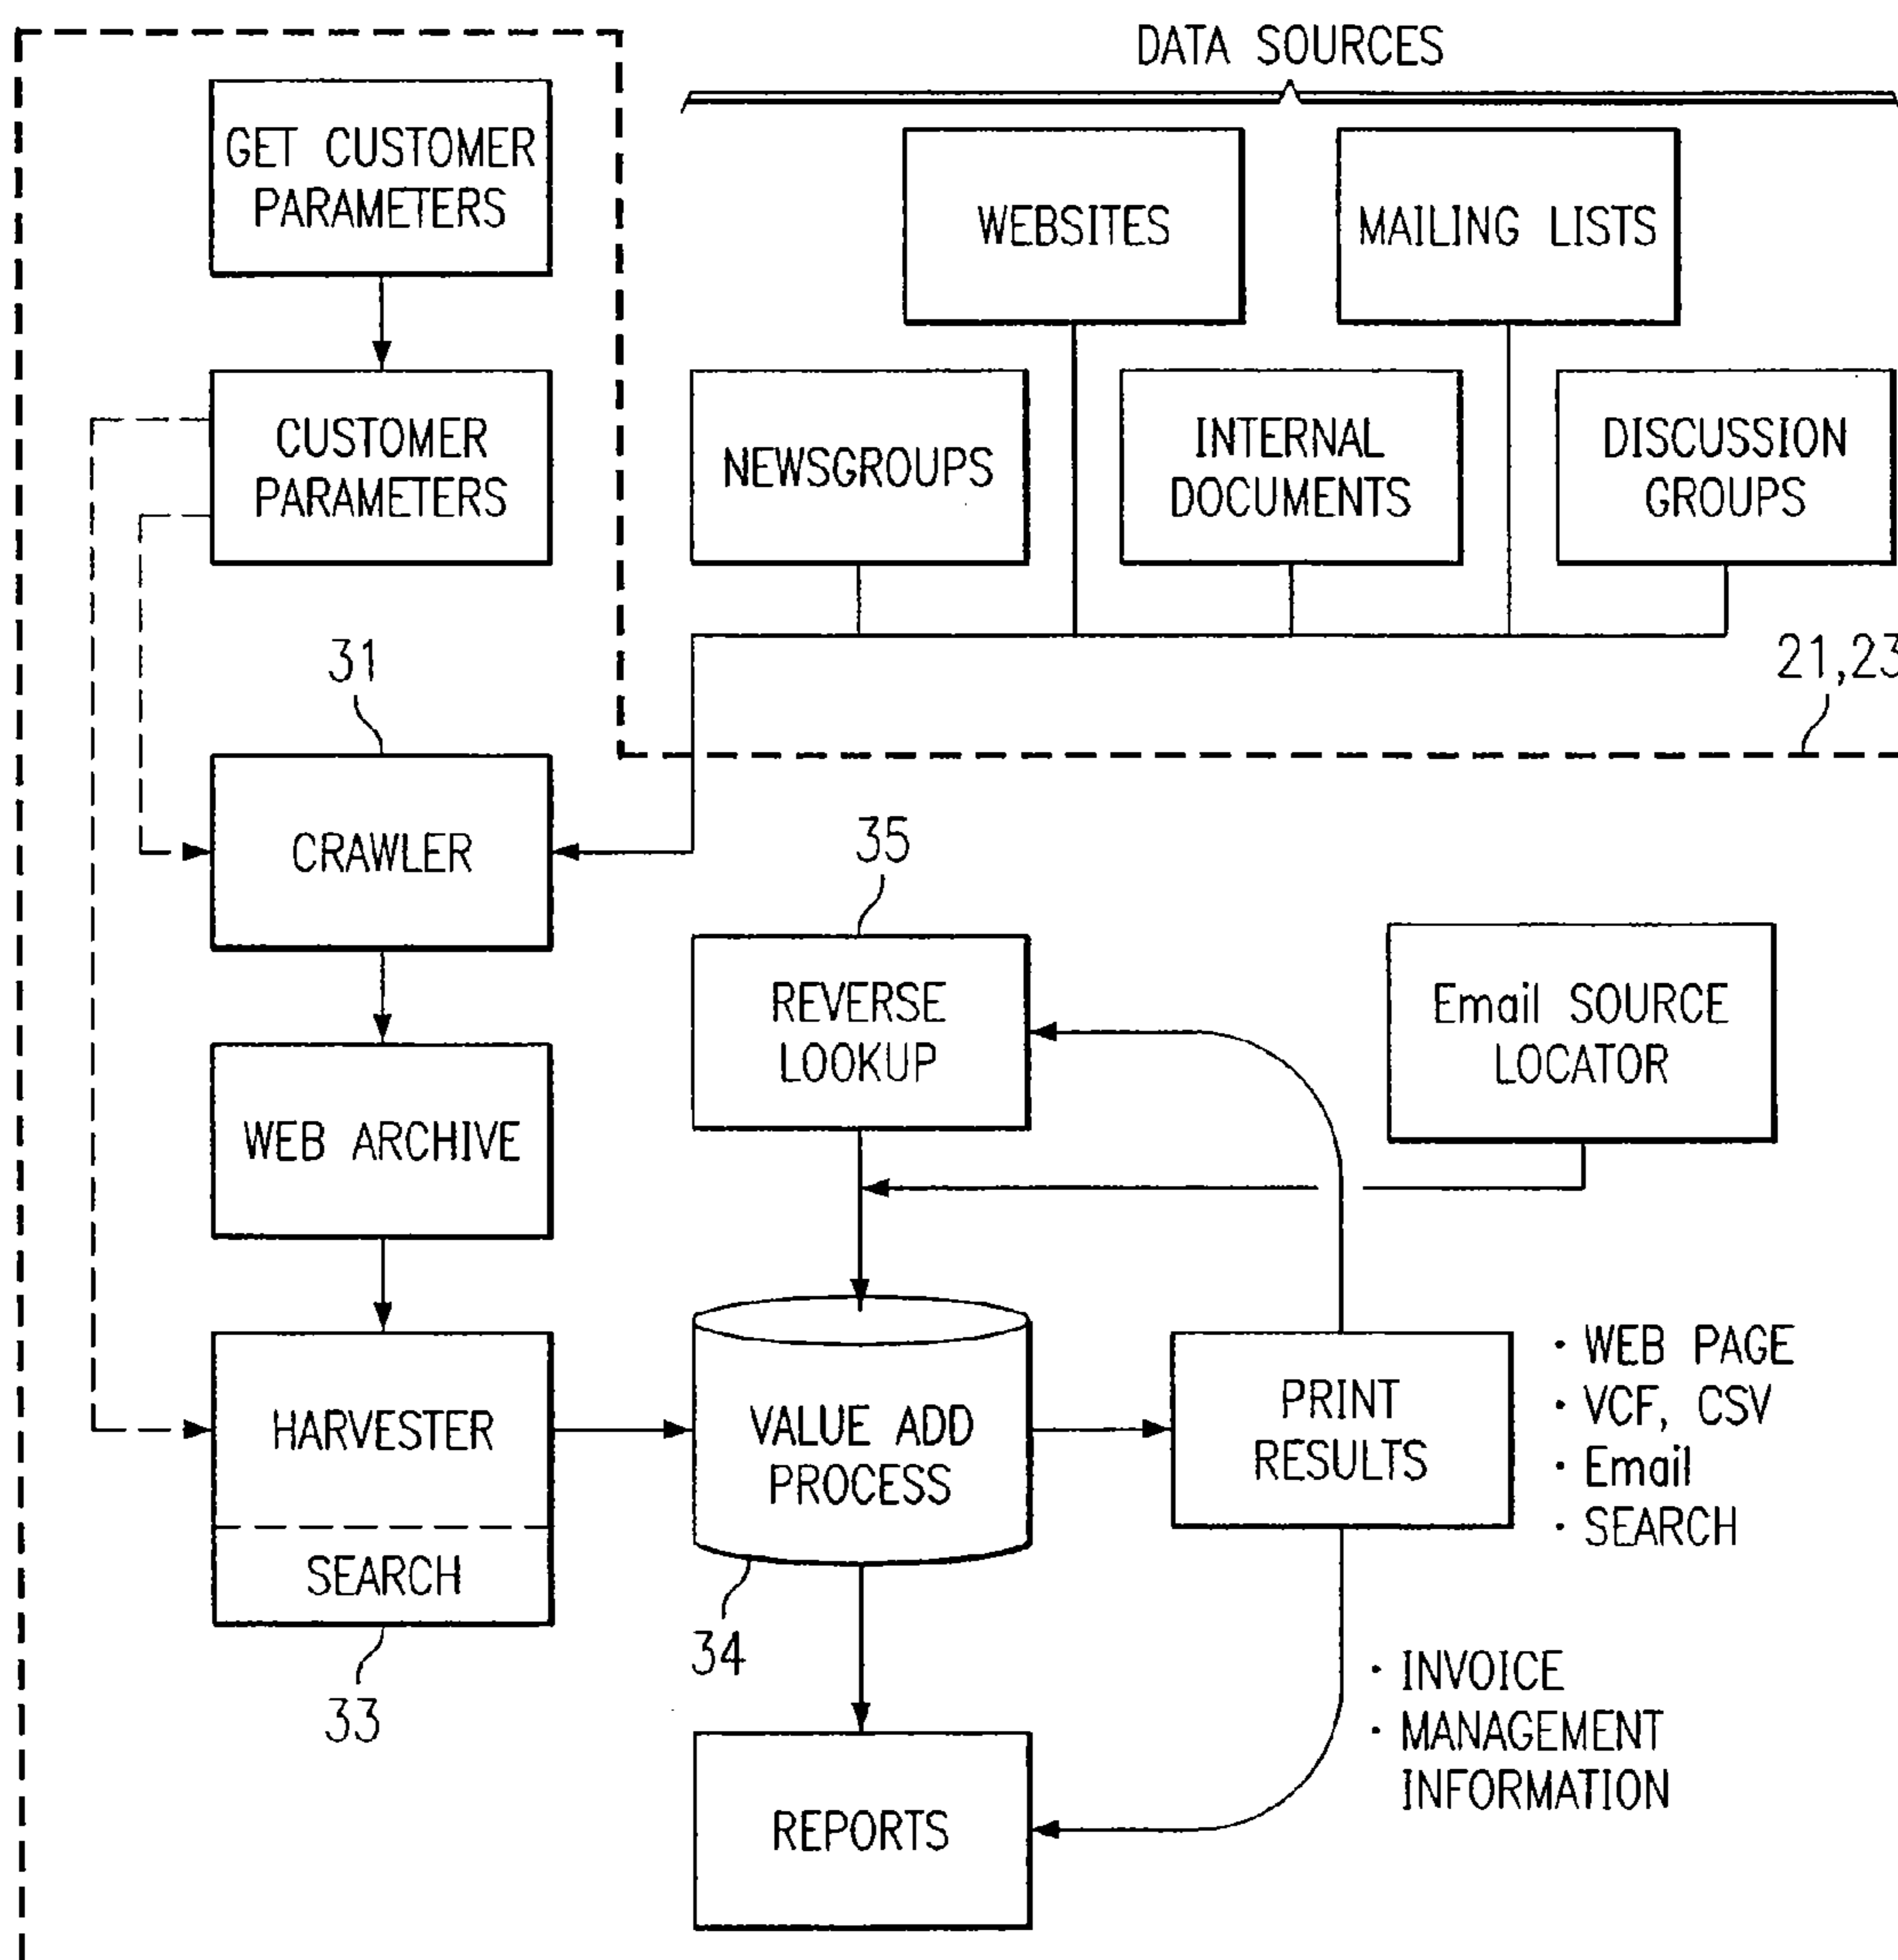 DATA SOURCES
GET CUSTOMER
PARAMETERS
WEBSITES
MAILING LISTS
CUSTOMER
PARAMETERS
NEWSGROUPS
INTERNAL
DOCUMENTS
DISCUSSION
GROUPS
31
21,23
CRAWLER
35
REVERSE
LOOKUP
Email SOURCE
LOCATOR
WEB ARCHIVE
HARVESTER
SEARCH
33
VALUE ADD
PROCESS
34
PRINT
RESULTS
· WEB PAGE
· VCF, CSV
· Email
· SEARCH
· INVOICE
· MANAGEMENT
INFORMATION
REPORTS